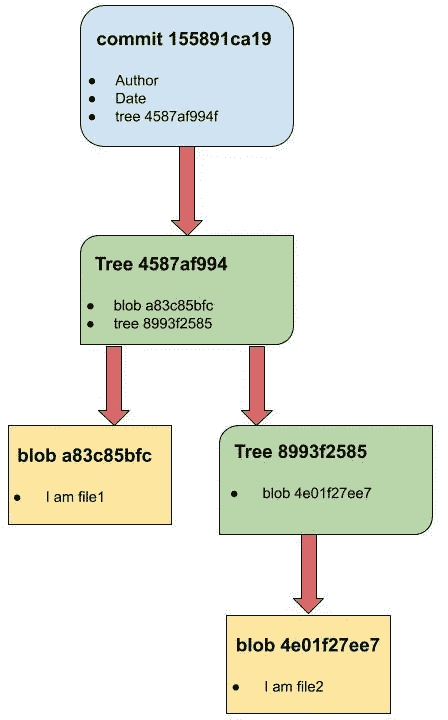 commit 155891ca19
● Author
● Date
● tree 4587af994f
Tree 4587af994
● blob a83c85bfc
● tree 8993f2585
blob a83c85bfc
● I am file1
Tree 8993f2585
● blob 4e01f27ee7
blob 4e01f27ee7
● I am file2